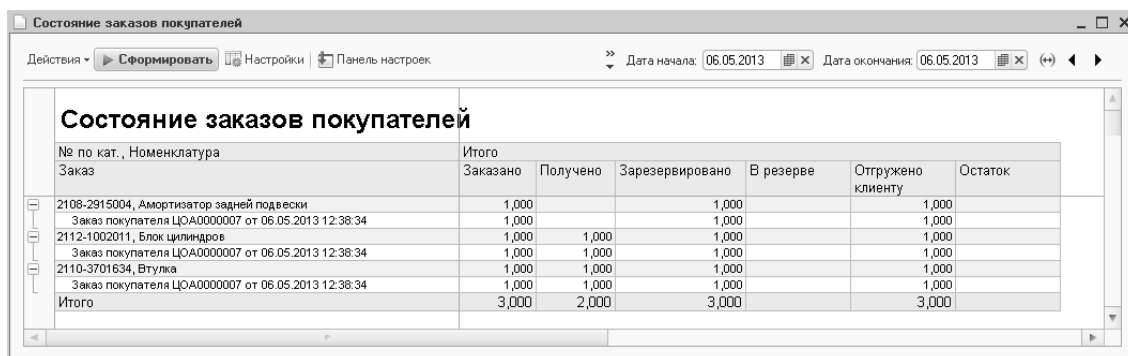 Состояние заказов покупателей
Действия Сформировать Настройки Панель настроек Дата начала: 06.05.2013 Дата окончания: 06.05.2013
Состояние заказов покупателей
№ по кат., Номенклатура Итого
Заказ Заказано Получено Зарезервировано В резерве Отгружено клиенту Остаток
2108-2915004, Амортизатор задней подвески 1,000 1,000 1,000
Заказ покупателя ЦОА0000007 от 06.05.2013 12:38:34 1,000 1,000 1,000
2112-1002011, Блок цилиндров 1,000 1,000 1,000 1,000
Заказ покупателя ЦОА0000007 от 06.05.2013 12:38:34 1,000 1,000 1,000 1,000
2110-3701634, Втулка 1,000 1,000 1,000 1,000
Заказ покупателя ЦОА0000007 от 06.05.2013 12:38:34 1,000 1,000 1,000 1,000
Итого 3,000 2,000 3,000 3,000